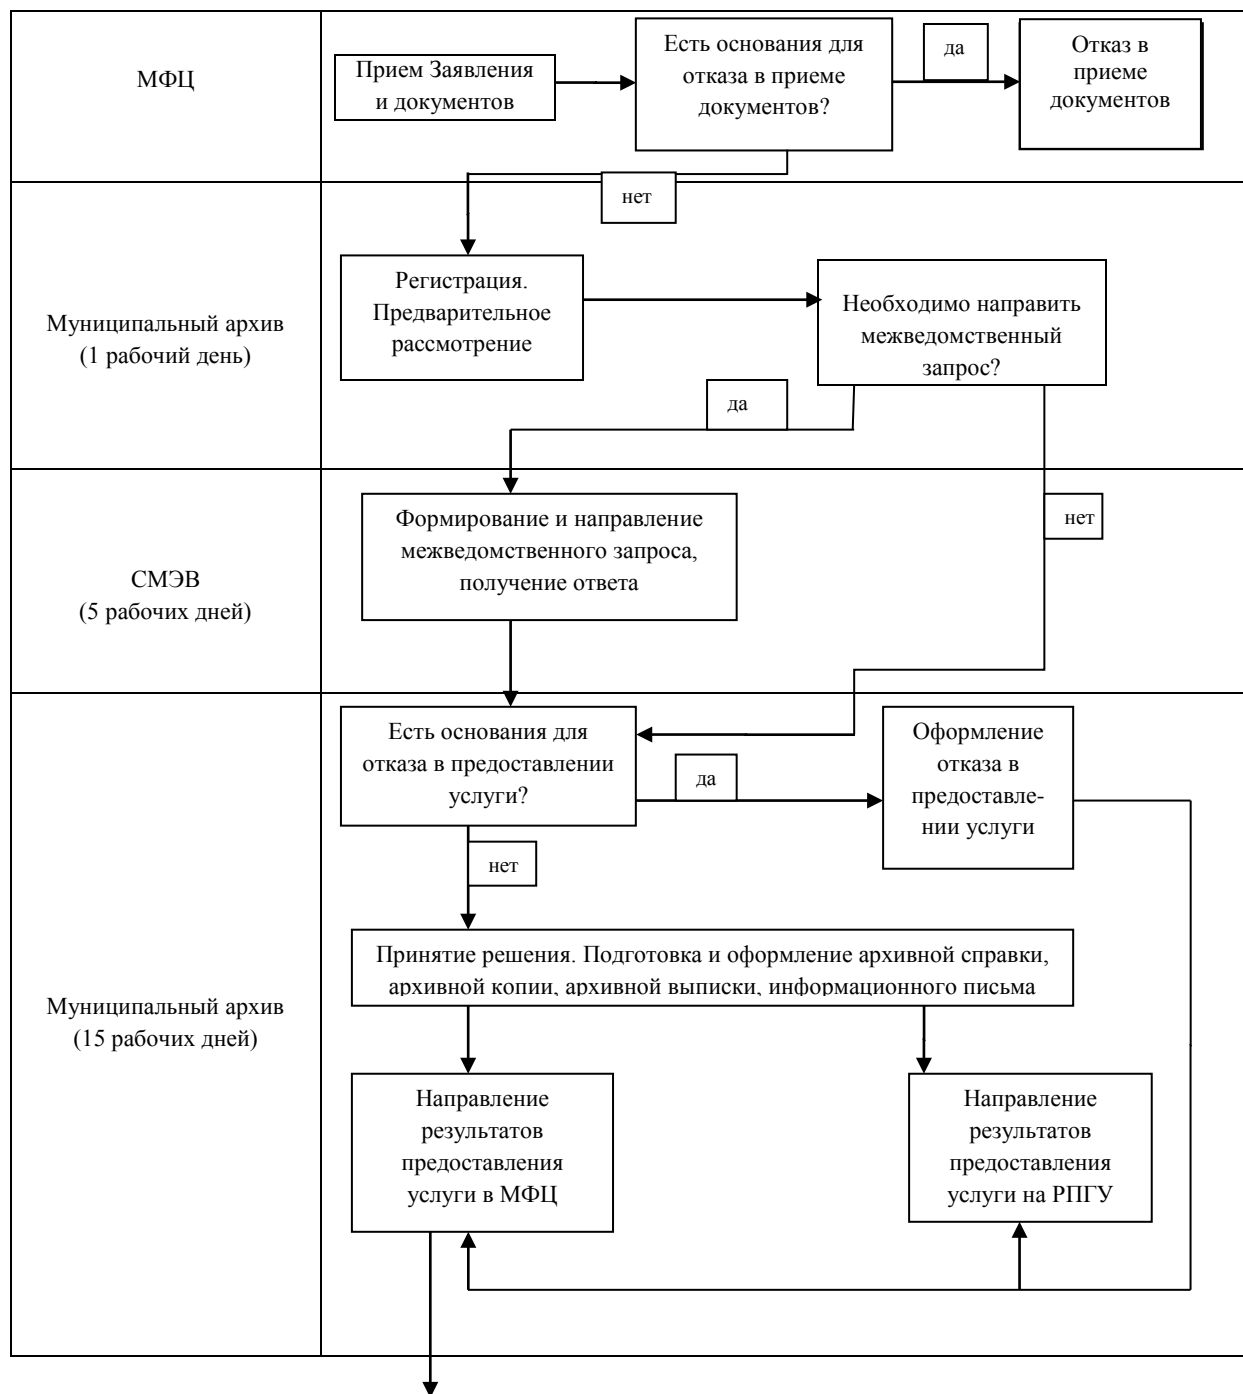 МФЦ
Прием Заявления
и документов
Есть основания для
отказа в приеме
документов?
да
Отказ в
приеме
документов
нет
Муниципальный архив
(1 рабочий день)
Регистрация.
Предварительное
рассмотрение
Необходимо направить
межведомственный
запрос?
да
нет
СМЭВ
(5 рабочих дней)
Формирование и направление
межведомственного запроса,
получение ответа
Муниципальный архив
(15 рабочих дней)
Есть основания для
отказа в предоставлении
услуги?
да
Оформление
отказа в
предоставле-
нии услуги
нет
Принятие решения. Подготовка и оформление архивной справки,
архивной копии, архивной выписки, информационного письма
Направление
результатов
предоставления
услуги в МФЦ
Направление
результатов
предоставления
услуги на РПГУ